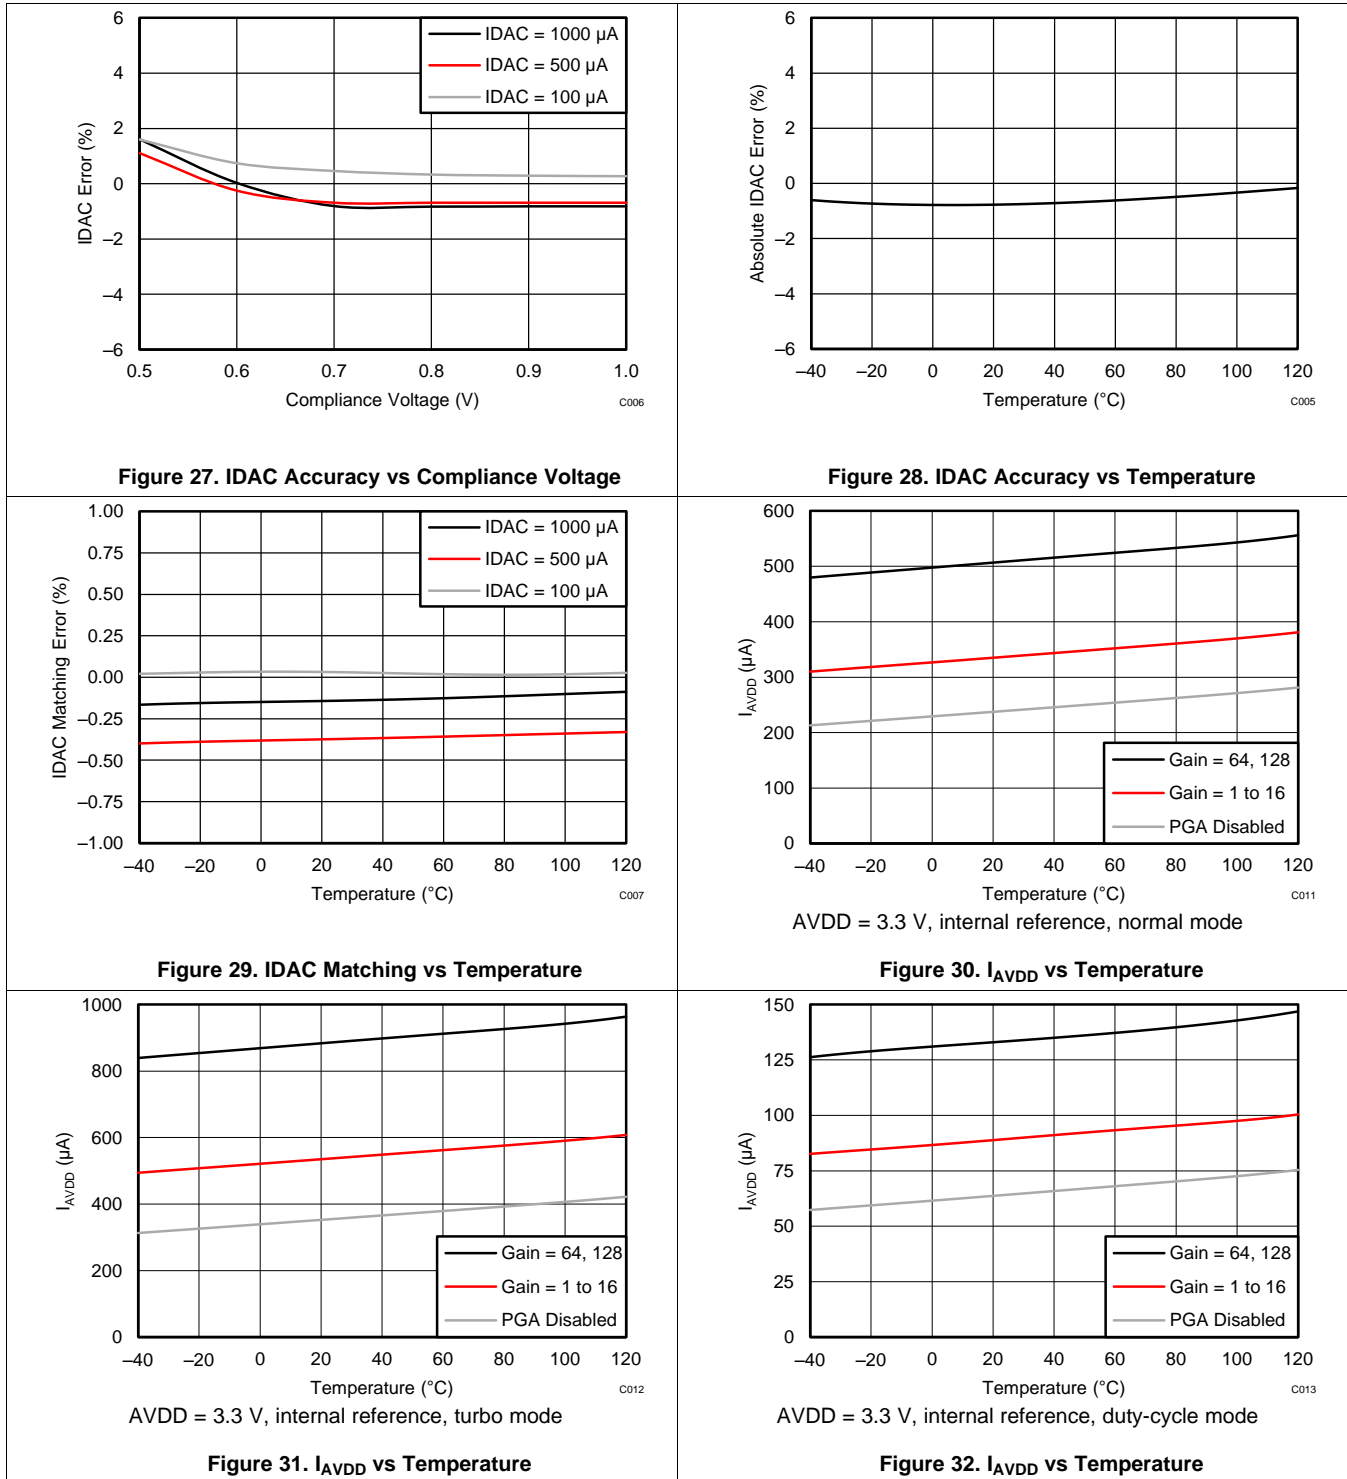 6
4
2
0
–2
–4
–6
IDAC Error (%)
IDAC = 1000 µA
IDAC = 500 µA
IDAC = 100 µA
0.5 0.6 0.7 0.8 0.9 1.0
Compliance Voltage (V)
C006
Figure 27. IDAC Accuracy vs Compliance Voltage
6
4
2
0
–2
–4
–6
Absolute IDAC Error (%)
–40 –20 0 20 40 60 80 100 120
Temperature (°C)
C005
Figure 28. IDAC Accuracy vs Temperature
1.00
0.75
0.50
0.25
0.00
–0.25
–0.50
–0.75
–1.00
IDAC Matching Error (%)
IDAC = 1000 µA
IDAC = 500 µA
IDAC = 100 µA
–40 –20 0 20 40 60 80 100 120
Temperature (°C)
C007
Figure 29. IDAC Matching vs Temperature
600
500
400
300
200
100
0
IAVDD (µA)
Gain = 64, 128
Gain = 1 to 16
PGA Disabled
–40 –20 0 20 40 60 80 100 120
Temperature (°C)
C011
AVDD = 3.3 V, internal reference, normal mode
Figure 30. IAVDD vs Temperature
1000
800
600
400
200
0
IAVDD (µA)
Gain = 64, 128
Gain = 1 to 16
PGA Disabled
–40 –20 0 20 40 60 80 100 120
Temperature (°C)
C012
AVDD = 3.3 V, internal reference, turbo mode
Figure 31. IAVDD vs Temperature
150
125
100
75
50
25
0
IAVDD (µA)
Gain = 64, 128
Gain = 1 to 16
PGA Disabled
–40 –20 0 20 40 60 80 100 120
Temperature (°C)
C013
AVDD = 3.3 V, internal reference, duty-cycle mode
Figure 32. IAVDD vs Temperature